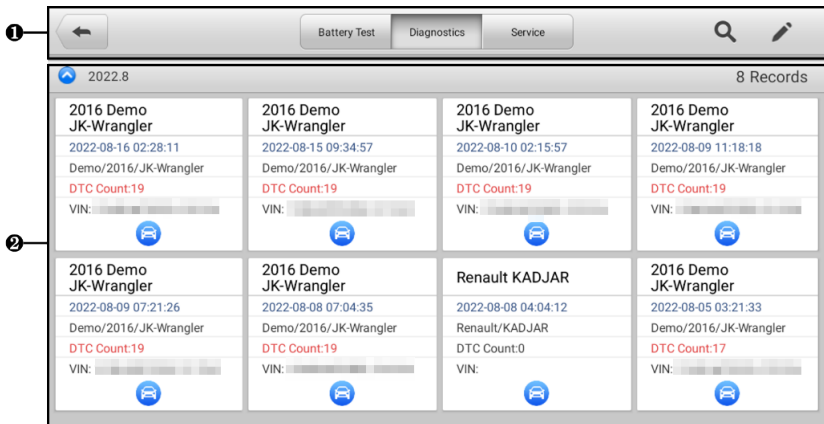 ❶
Battery Test Diagnostics Service
❷
2022.8 8 Records
2016 Demo
JK-Wrangler
2022-08-16 02:28:11
Demo/2016/JK-Wrangler
DTC Count:19
VIN:
2016 Demo
JK-Wrangler
2022-08-15 09:34:57
Demo/2016/JK-Wrangler
DTC Count:19
VIN:
2016 Demo
JK-Wrangler
2022-08-10 02:15:57
Demo/2016/JK-Wrangler
DTC Count:19
VIN:
2016 Demo
JK-Wrangler
2022-08-09 11:18:18
Demo/2016/JK-Wrangler
DTC Count:19
VIN:
2016 Demo
JK-Wrangler
2022-08-09 07:21:26
Demo/2016/JK-Wrangler
DTC Count:19
VIN:
2016 Demo
JK-Wrangler
2022-08-08 07:04:35
Demo/2016/JK-Wrangler
DTC Count:19
VIN:
Renault KADJAR
2022-08-08 04:04:12
Renault/KADJAR
DTC Count:0
VIN:
2016 Demo
JK-Wrangler
2022-08-05 03:21:33
Demo/2016/JK-Wrangler
DTC Count:17
VIN: